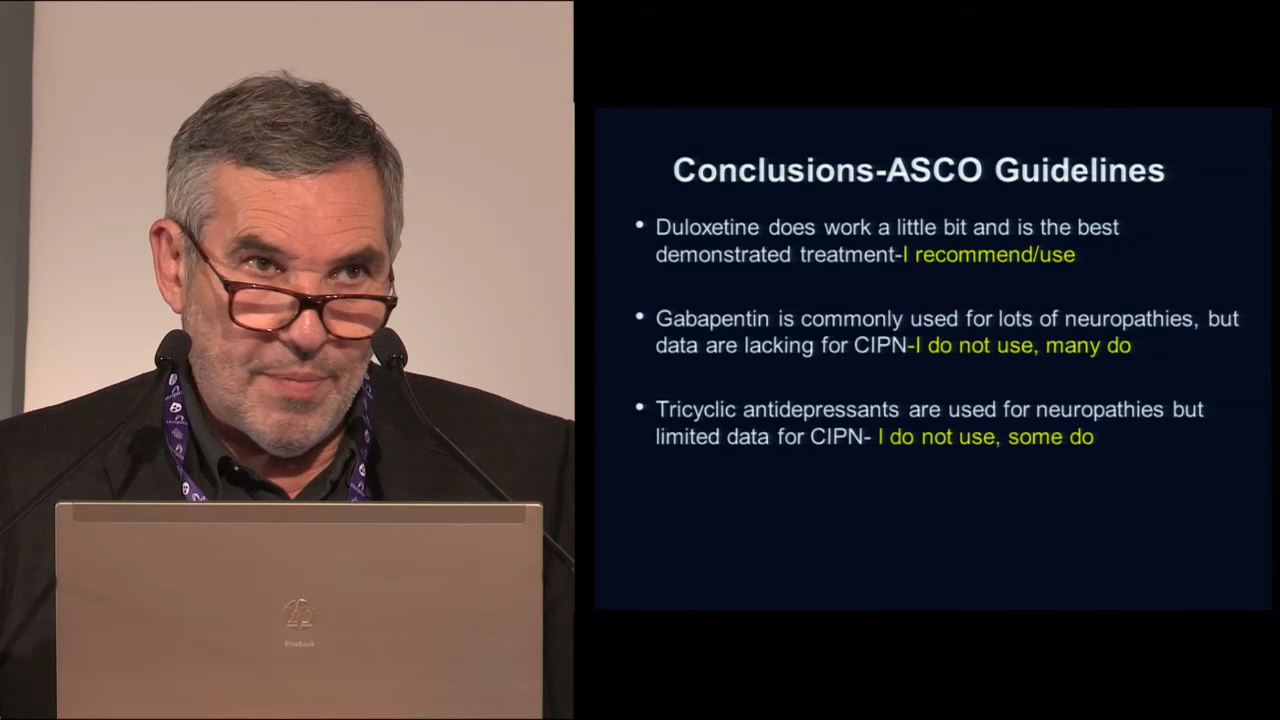 Conclusions-ASCO Guidelines
• Duloxetine does work a little bit and is the best
demonstrated treatment-I recommend/use
• Gabapentin is commonly used for lots of neuropathies, but
data are lacking for CIPN-I do not use, many do
• Tricyclic antidepressants are used for neuropathies but
limited data for CIPN- I do not use, some do
hp
EliteBook